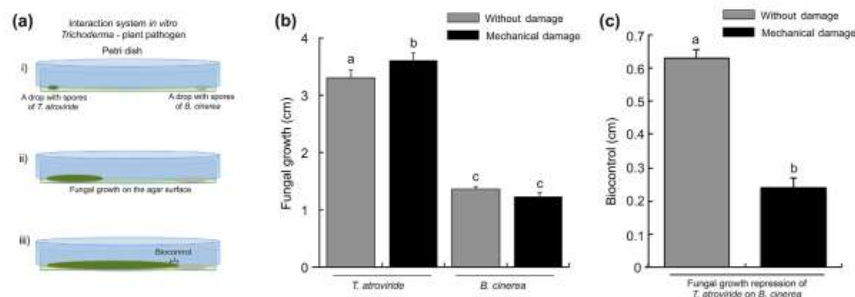 (a)
Interaction system in vitro
Trichoderma - plant pathogen
Petri dish
i)
A drop with spores
of T. atroviride
A drop with spores
of B. cinerea
ii)
Fungal growth on the agar surface
iii)
Biocontrol
(b)
Without damage
Mechanical damage
Fungal growth (cm)
4
3
2
1
0
a
b
c
c
T. atroviride
B. cinerea
(c)
Without damage
Mechanical damage
Biocontrol (cm)
0.7
0.6
0.5
0.4
0.3
0.2
0.1
0
a
b
Fungal growth repression of
T. atroviride on B. cinerea